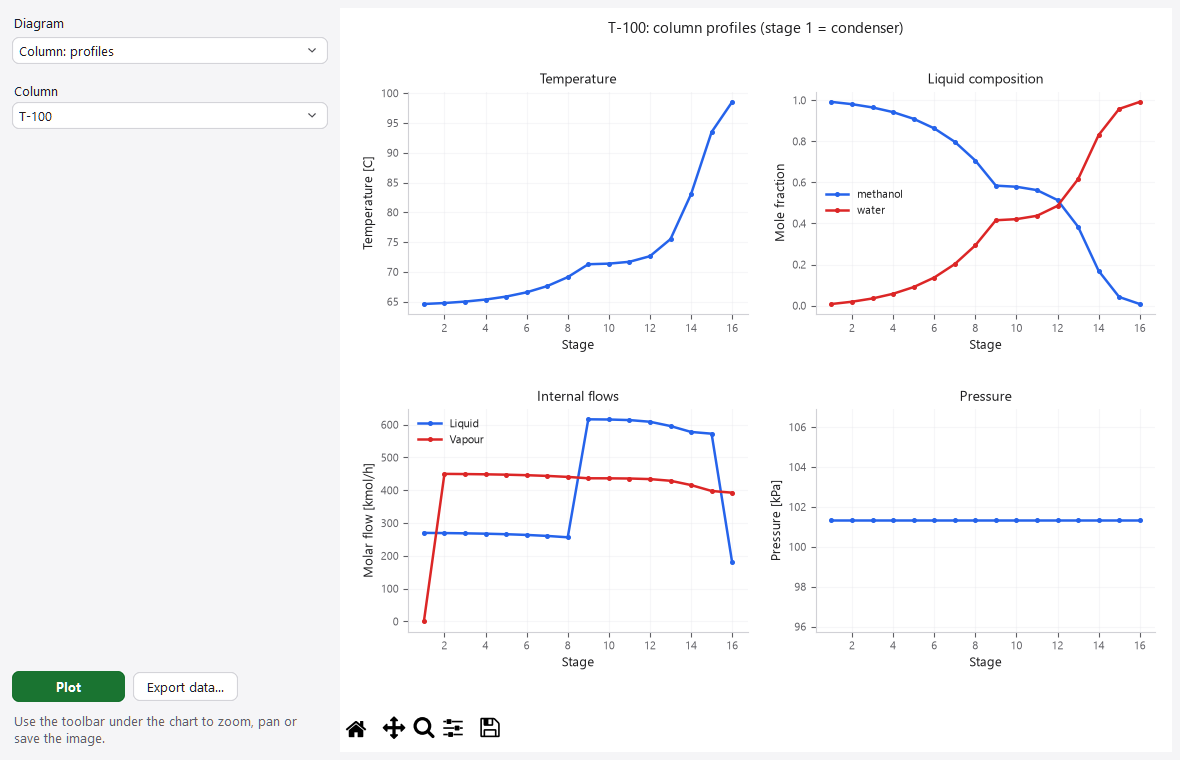 Diagram
Column: profiles
Column
T-100
Plot
Export data...
Use the toolbar under the chart to zoom, pan or
save the image.
T-100: column profiles (stage 1 = condenser)
Temperature
Temperature [C]
100
95
90
85
80
75
70
65
2 4 6 8 10 12 14 16
Stage
Liquid composition
Mole fraction
1.0
0.8
0.6
0.4
0.2
0.0
methanol
water
2 4 6 8 10 12 14 16
Stage
Internal flows
Molar flow [kmol/h]
600
500
400
300
200
100
0
Liquid
Vapour
2 4 6 8 10 12 14 16
Stage
Pressure
Pressure [kPa]
106
104
102
100
98
96
2 4 6 8 10 12 14 16
Stage